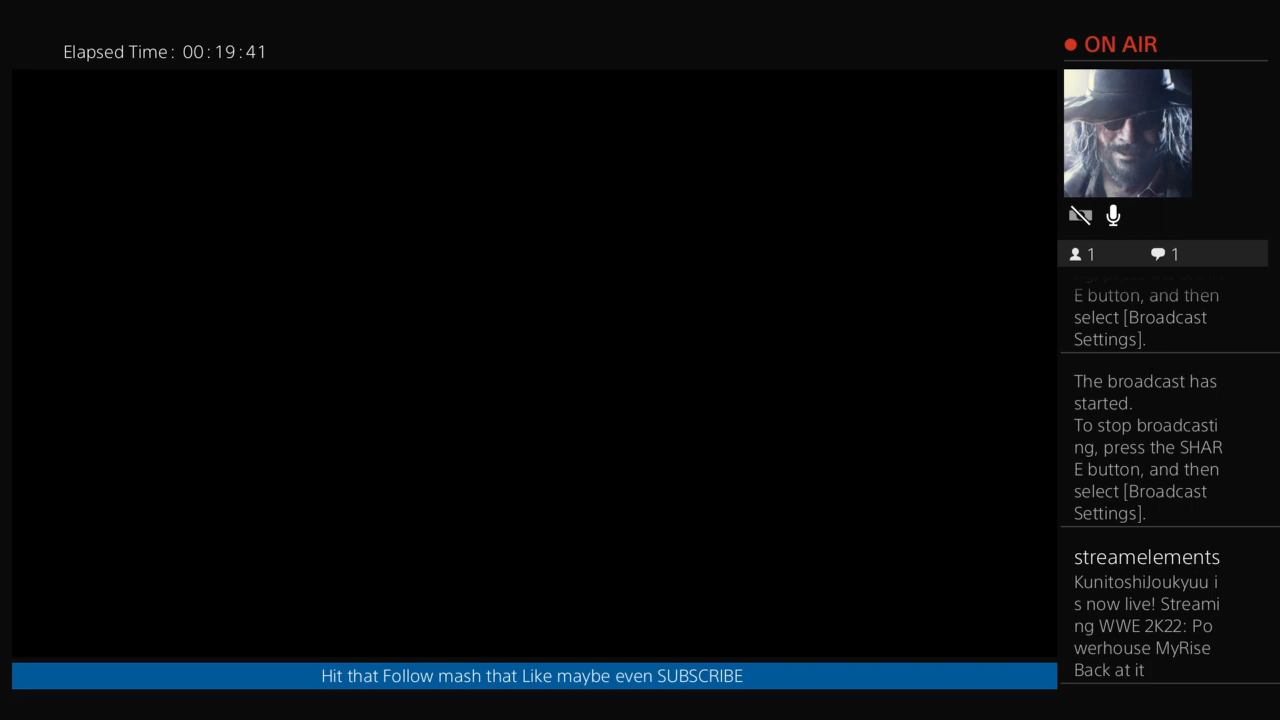 Elapsed Time: 00:19:41
ON AIR
1
1
E button, and then
select [Broadcast
Settings].
The broadcast has
started.
To stop broadcasti
ng, press the SHAR
E button, and then
select [Broadcast
Settings].
streamelements
KunitoshiJoukyuu i
s now live! Streami
ng WWE 2K22: Po
werhouse MyRise
Back at it
Hit that Follow mash that Like maybe even SUBSCRIBE